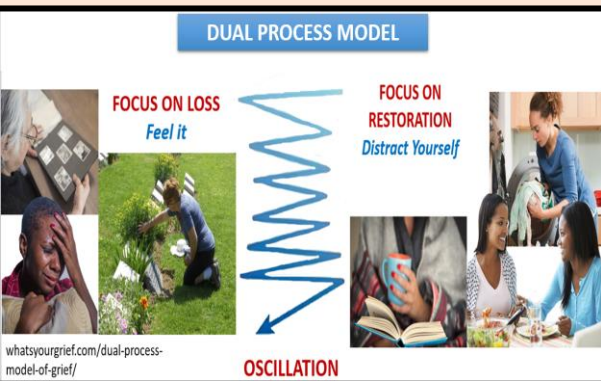 DUAL PROCESS MODEL
FOCUS ON LOSS
Feel it
FOCUS ON
RESTORATION
Distract Yourself
whatsyourgrief.com/dual-process-
model-of-grief/
OSCILLATION